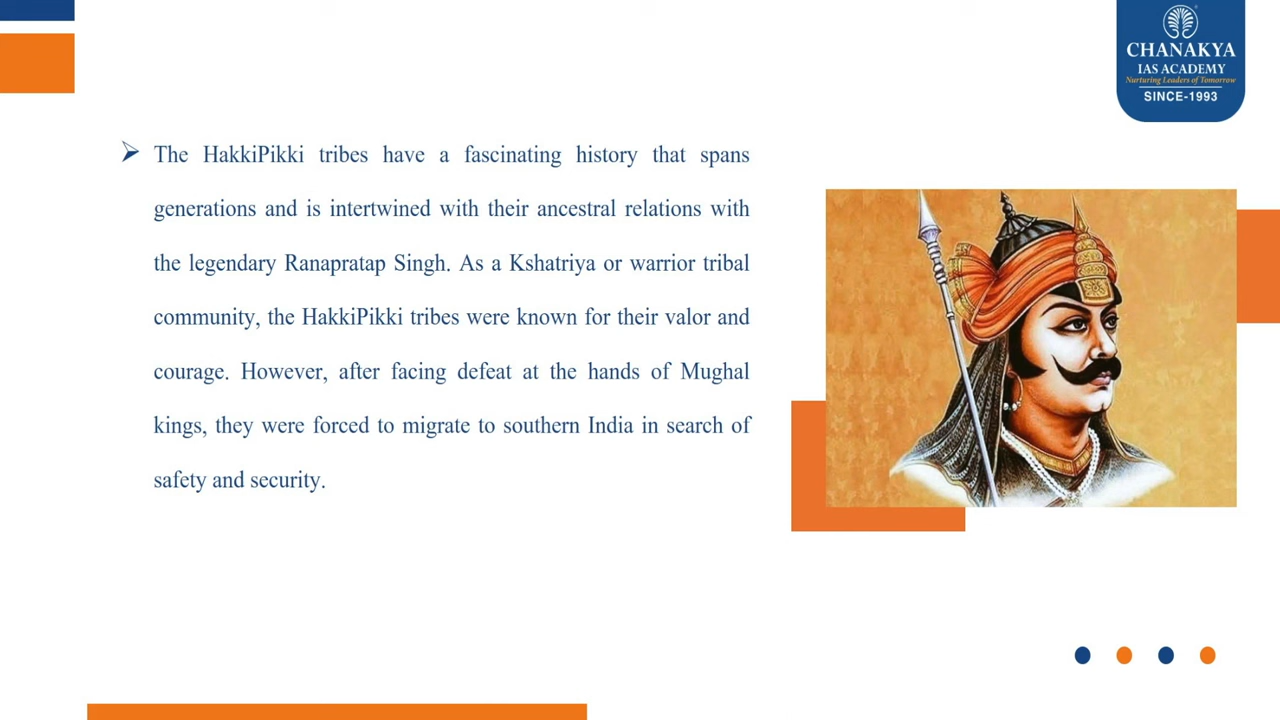 CHANAKYA
IAS ACADEMY
Nurturing Leaders of Tomorrow
SINCE-1993
The HakkiPikki tribes have a fascinating history that spans
generations and is intertwined with their ancestral relations with
the legendary Ranapratap Singh. As a Kshatriya or warrior tribal
community, the HakkiPikki tribes were known for their valor and
courage. However, after facing defeat at the hands of Mughal
kings, they were forced to migrate to southern India in search of
safety and security.